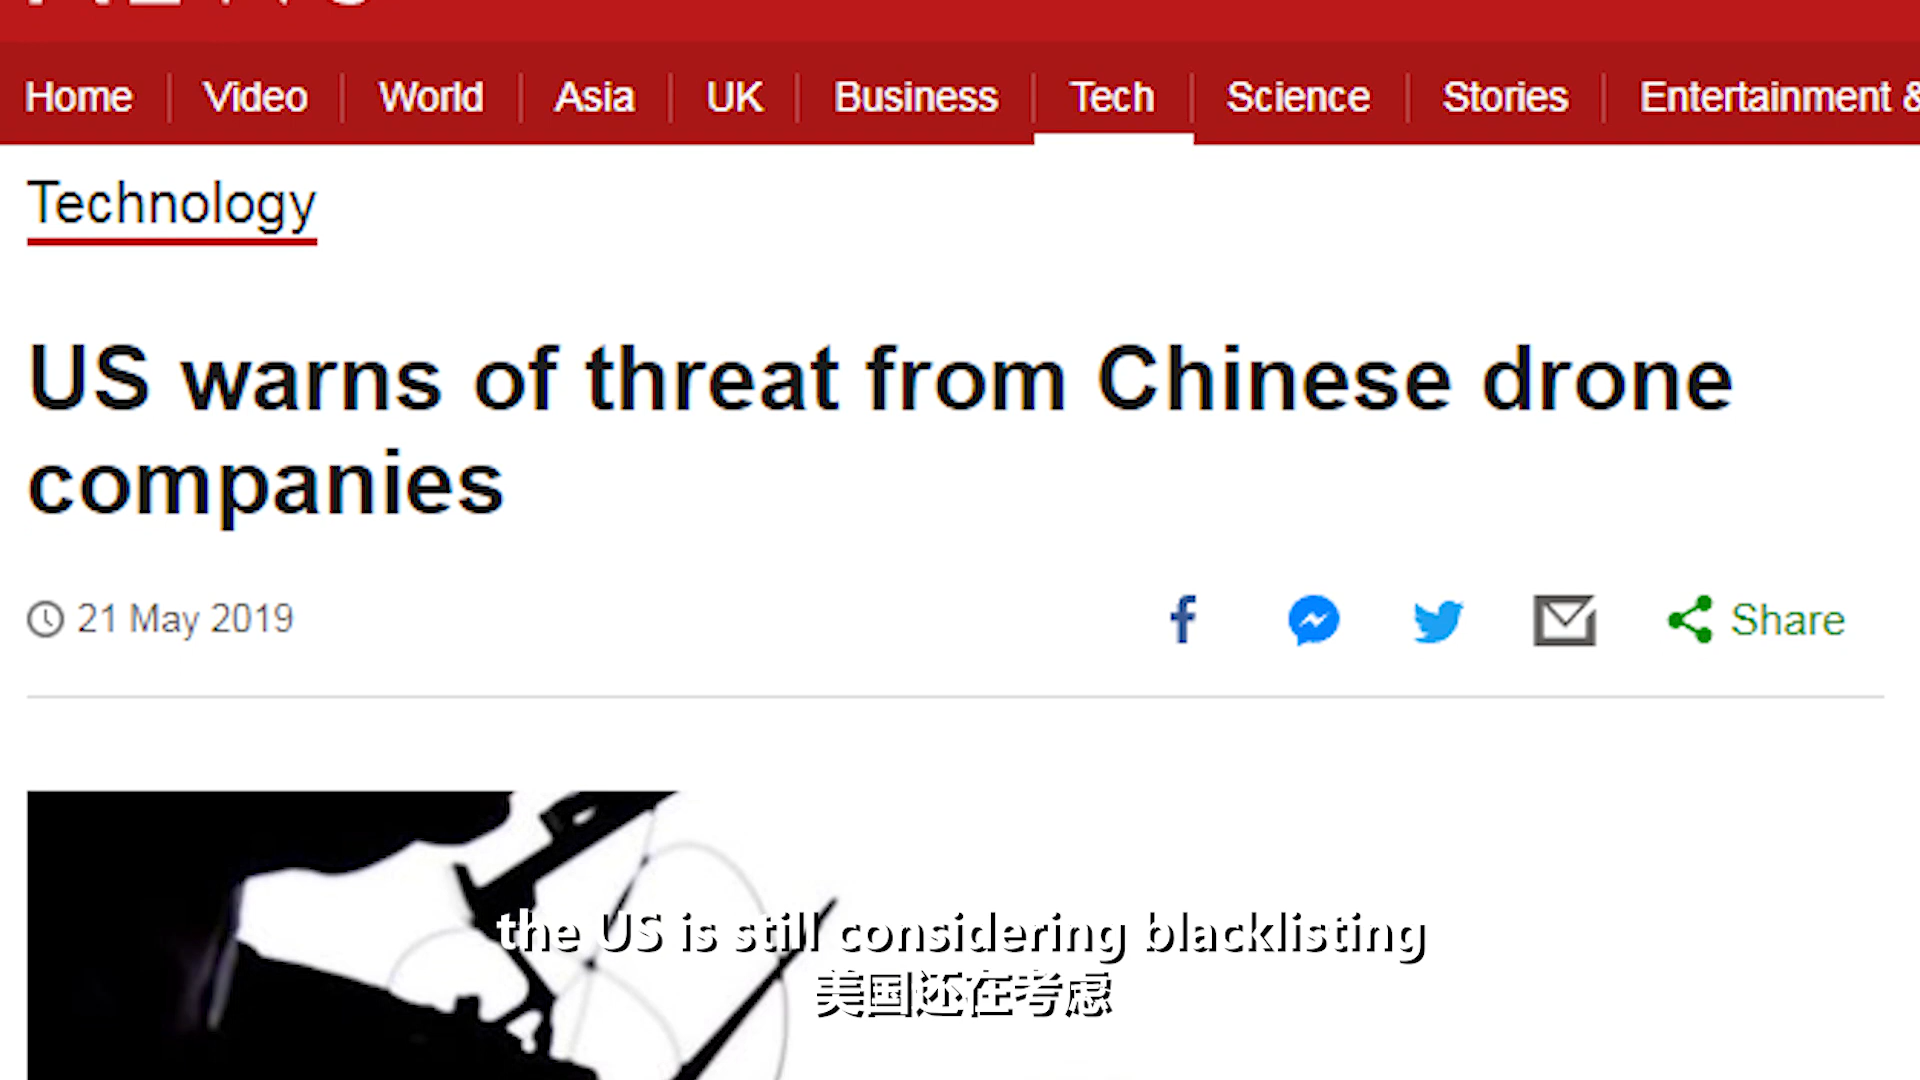 Home Video World Asia UK Business Tech Science Stories Entertainment &
Technology
US warns of threat from Chinese drone
companies
21 May 2019
Share
the US is still considering blacklisting
美国还在考虑